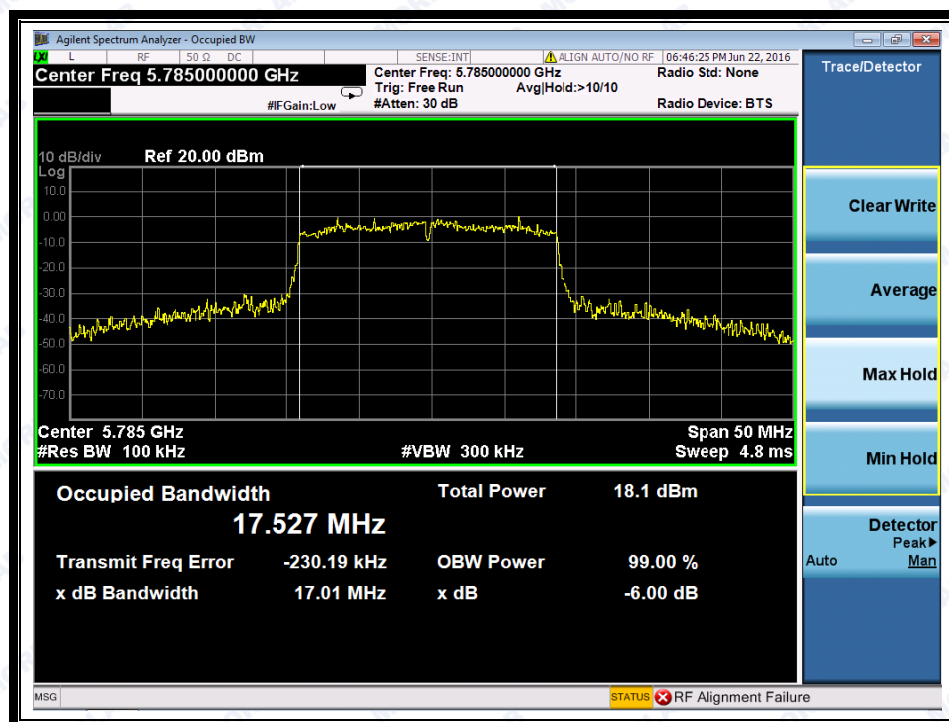 Agilent Spectrum Analyzer - Occupied BW
LXI L RF 50 Ω DC SENSE:INT ALIGN AUTO/NO RF 06:46:25 PM Jun 22, 2016
Center Freq 5.785000000 GHz
#IFGain:Low
Center Freq: 5.785000000 GHz
Trig: Free Run Avg|Hold:>10/10
#Atten: 30 dB
Radio Std: None
Radio Device: BTS
10 dB/div Ref 20.00 dBm
Log
10.0
0.00
-10.0
-20.0
-30.0
-40.0
-50.0
-60.0
-70.0
Center 5.785 GHz Span 50 MHz
#Res BW 100 kHz #VBW 300 kHz Sweep 4.8 ms
Occupied Bandwidth Total Power 18.1 dBm
17.527 MHz
Transmit Freq Error -230.19 kHz OBW Power 99.00 %
x dB Bandwidth 17.01 MHz x dB -6.00 dB
MSG STATUS RF Alignment Failure
Trace/Detector
Clear Write
Average
Max Hold
Min Hold
Detector
Peak▶
Auto Man